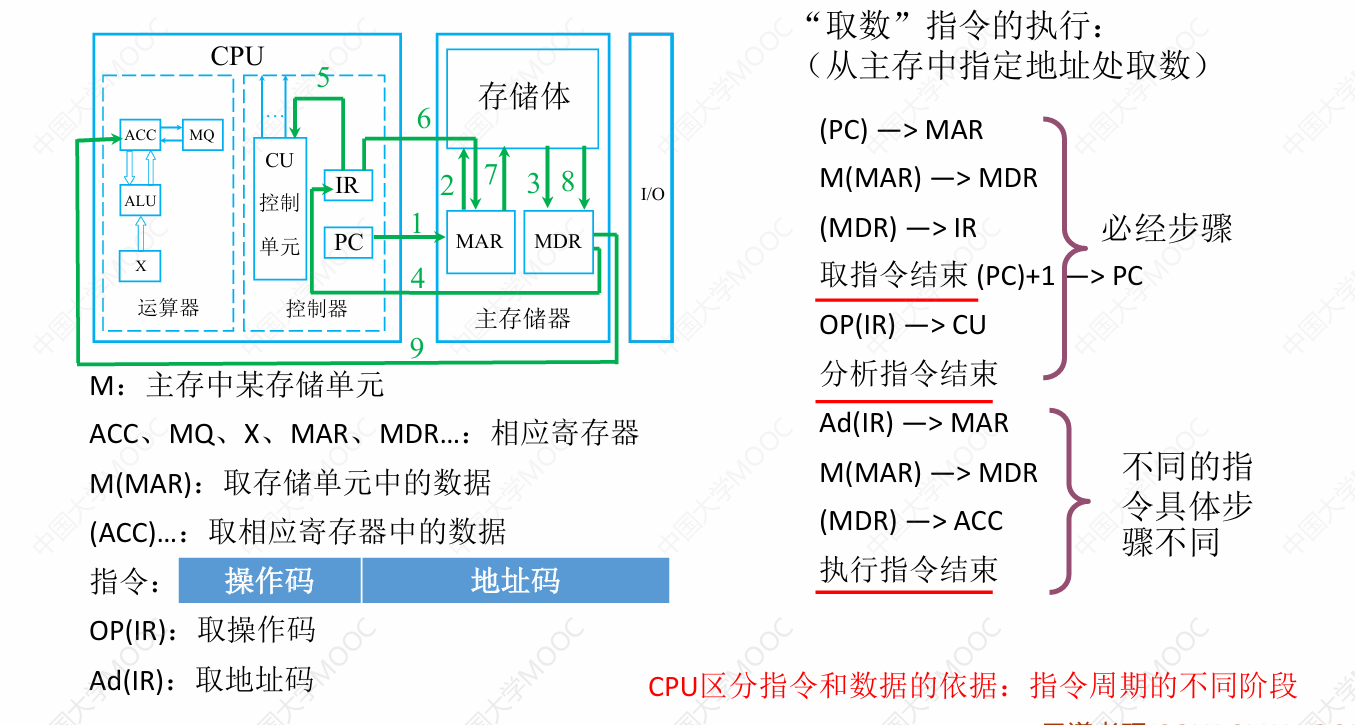 CPU
5
ACC
MQ
…
CU
控制
单元
ALU
IR
PC
X
运算器
控制器
6
1
4
9
存储体
2
7
3
8
MAR
MDR
主存储器
I/O
M：主存中某存储单元
ACC、MQ、X、MAR、MDR…：相应寄存器
M(MAR)：取存储单元中的数据
(ACC)…：取相应寄存器中的数据
指令：
操作码
地址码
OP(IR)：取操作码
Ad(IR)：取地址码
“取数”指令的执行：
（从主存中指定地址处取数）
(PC) —> MAR
M(MAR) —> MDR
(MDR) —> IR
取指令结束 (PC)+1 —> PC
OP(IR) —> CU
分析指令结束
必经步骤
Ad(IR) —> MAR
M(MAR) —> MDR
(MDR) —> ACC
执行指令结束
不同的指
令具体步
骤不同
CPU区分指令和数据的依据：指令周期的不同阶段
中国大学MOOC